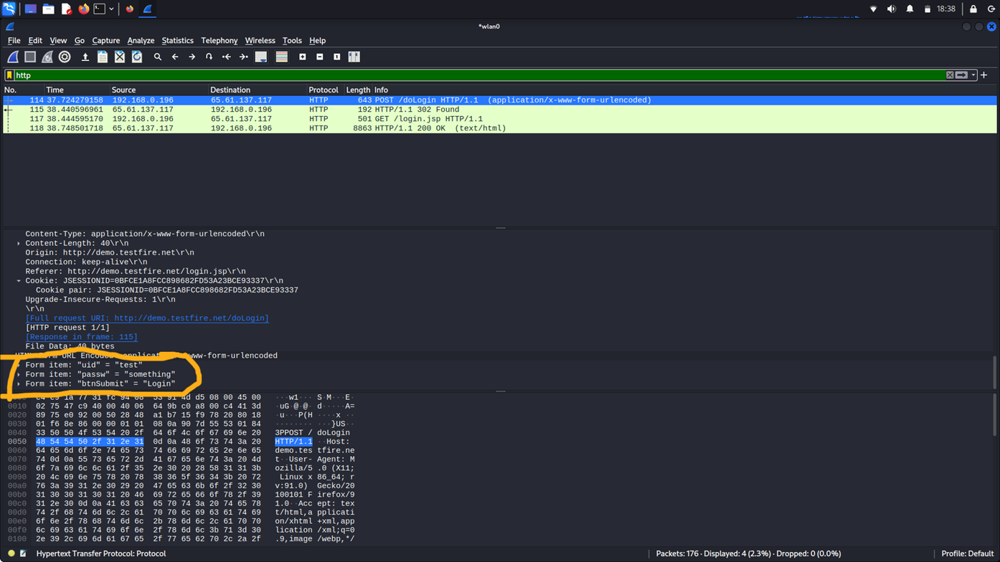 18:38
*wlan0
File Edit View Go Capture Analyze Statistics Telephony Wireless Tools Help
http
No. Time Source Destination Protocol Length Info
114 37.724279158 192.168.0.196 65.61.137.117 HTTP 643 POST /doLogin HTTP/1.1 (application/x-www-form-urlencoded)
115 38.440596961 65.61.137.117 192.168.0.196 HTTP 192 HTTP/1.1 302 Found
117 38.444595170 192.168.0.196 65.61.137.117 HTTP 501 GET /login.jsp HTTP/1.1
118 38.748501718 65.61.137.117 192.168.0.196 HTTP 8863 HTTP/1.1 200 OK (text/html)
Content-Type: application/x-www-form-urlencoded\r\n
Content-Length: 40\r\n
Origin: http://demo.testfire.net\r\n
Connection: keep-alive\r\n
Referer: http://demo.testfire.net/login.jsp\r\n
Cookie: JSESSIONID=0BFCE1A8FCC898682FD53A23BCE93337\r\n
Cookie pair: JSESSIONID=0BFCE1A8FCC898682FD53A23BCE93337
Upgrade-Insecure-Requests: 1\r\n
\r\n
[Full request URI: http://demo.testfire.net/doLogin]
[HTTP request 1/1]
[Response in frame: 115]
File Data: 40 bytes
URL www-form-urlencoded
Form item: "uid" = "test"
Form item: "passw" = "something"
Form item: "btnSubmit" = "Login"
1a 77 31 fc 94 08 53 91 4d d5 08 00 45 00 ···w1··· S·M···E·
0010 02 75 47 c9 40 00 40 06 64 9b c0 a8 00 c4 41 3d ·uG·@·@· d·····A=
0020 89 75 e0 92 00 50 28 48 a1 b7 15 f9 78 20 80 18 ·u···P(H ····x ··
0030 01 f6 8e 86 00 00 01 01 08 0a 90 7d 55 53 01 84 ········ ···}US··
0040 33 50 50 4f 53 54 20 2f 64 6f 4c 6f 67 69 6e 20 3PPOST / doLogin
0050 48 54 54 50 2f 31 2e 31 0d 0a 48 6f 73 74 3a 20 HTTP/1.1 ··Host:
0060 64 65 6d 6f 2e 74 65 73 74 66 69 72 65 2e 6e 65 demo.tes tfire.ne
0070 74 0d 0a 55 73 65 72 2d 41 67 65 6e 74 3a 20 4d t··User- Agent: M
0080 6f 7a 69 6c 6c 61 2f 35 2e 30 20 28 58 31 31 3b ozilla/5 .0 (X11;
0090 20 4c 69 6e 75 78 20 78 38 36 5f 36 34 3b 20 72 Linux x 86_64; r
00a0 76 3a 39 31 2e 30 29 20 47 65 63 6b 6f 2f 32 30 v:91.0) Gecko/20
00b0 31 30 30 31 30 31 20 46 69 72 65 66 6f 78 2f 39 100101 F irefox/9
00c0 31 2e 30 0d 0a 41 63 63 65 70 74 3a 20 74 65 78 1.0··Acc ept: tex
00d0 74 2f 68 74 6d 6c 2c 61 70 70 6c 69 63 61 74 69 t/html,a pplicati
00e0 6f 6e 2f 78 68 74 6d 6c 2b 78 6d 6c 2c 61 70 70 on/xhtml +xml,app
00f0 6c 69 63 61 74 69 6f 6e 2f 78 6d 6c 3b 71 3d 30 lication /xml;q=0
0100 2e 39 2c 69 6d 61 67 65 2f 77 65 62 70 2c 2a 2f .9,image /webp,*/
Hypertext Transfer Protocol: Protocol
Packets: 176 · Displayed: 4 (2.3%) · Dropped: 0 (0.0%)
Profile: Default